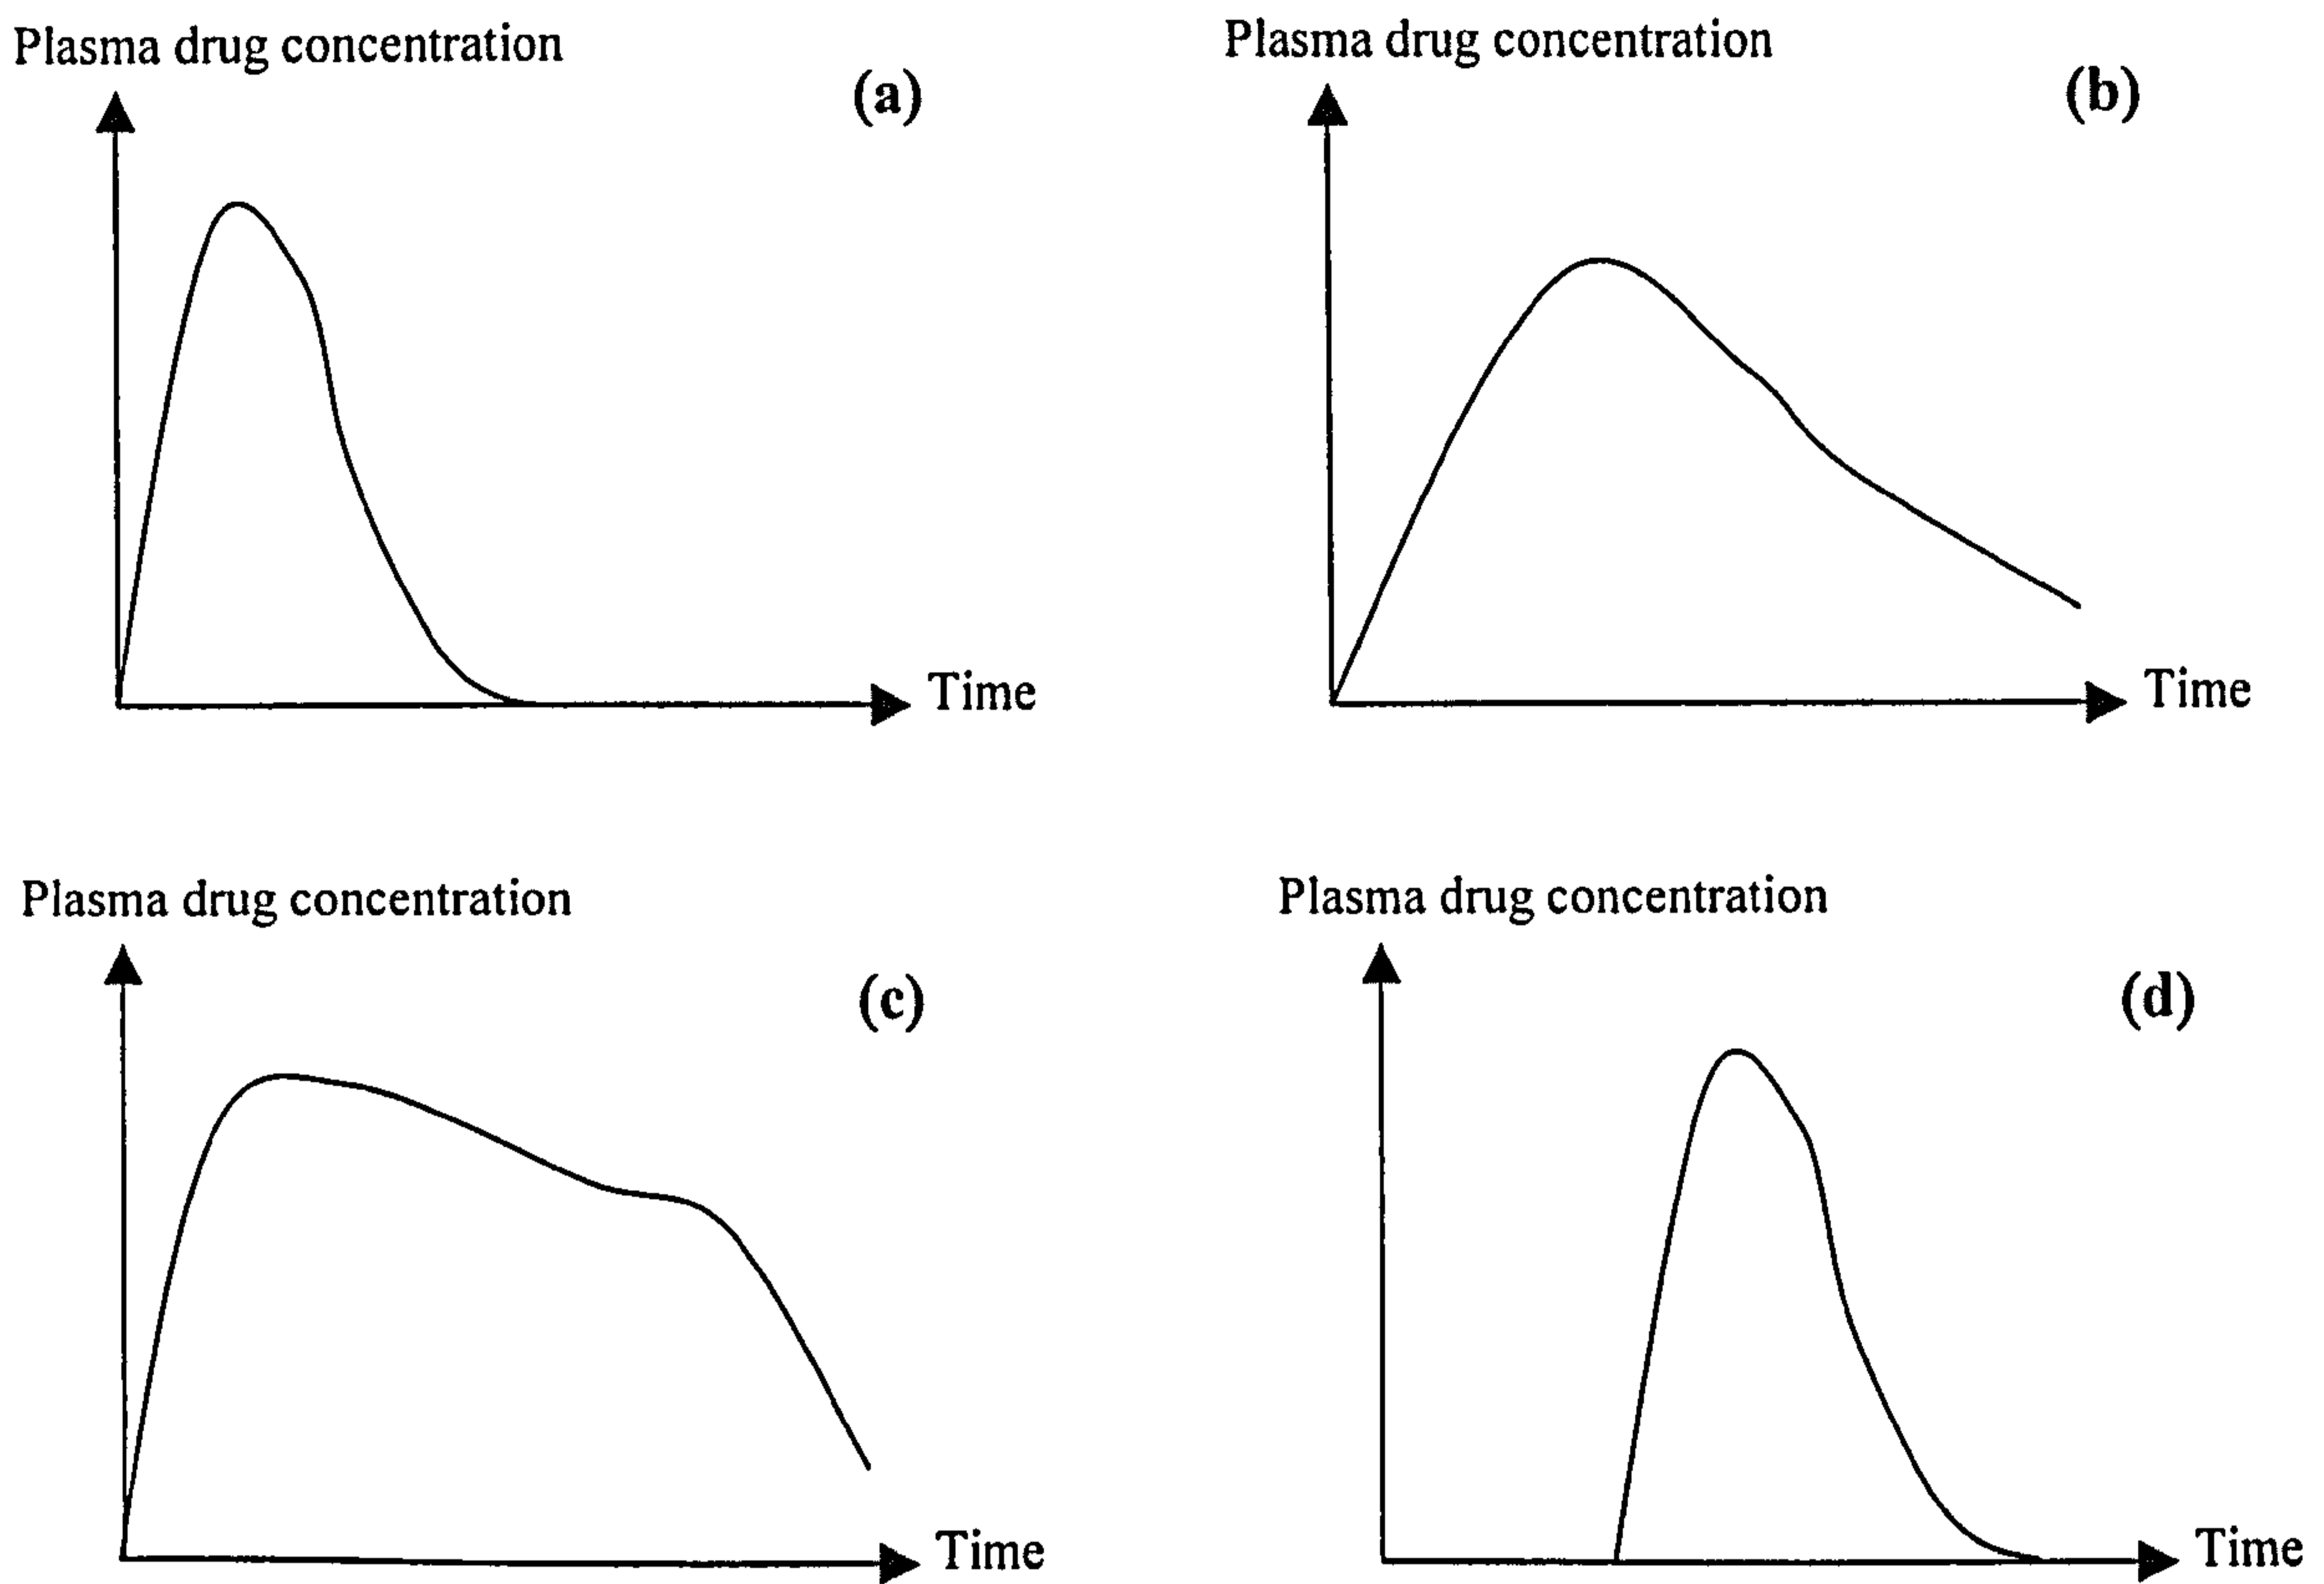 Plasma drug concentration
(a)
Time
Plasma drug concentration
(b)
Time
Plasma drug concentration
(c)
Time
Plasma drug concentration
(d)
Time